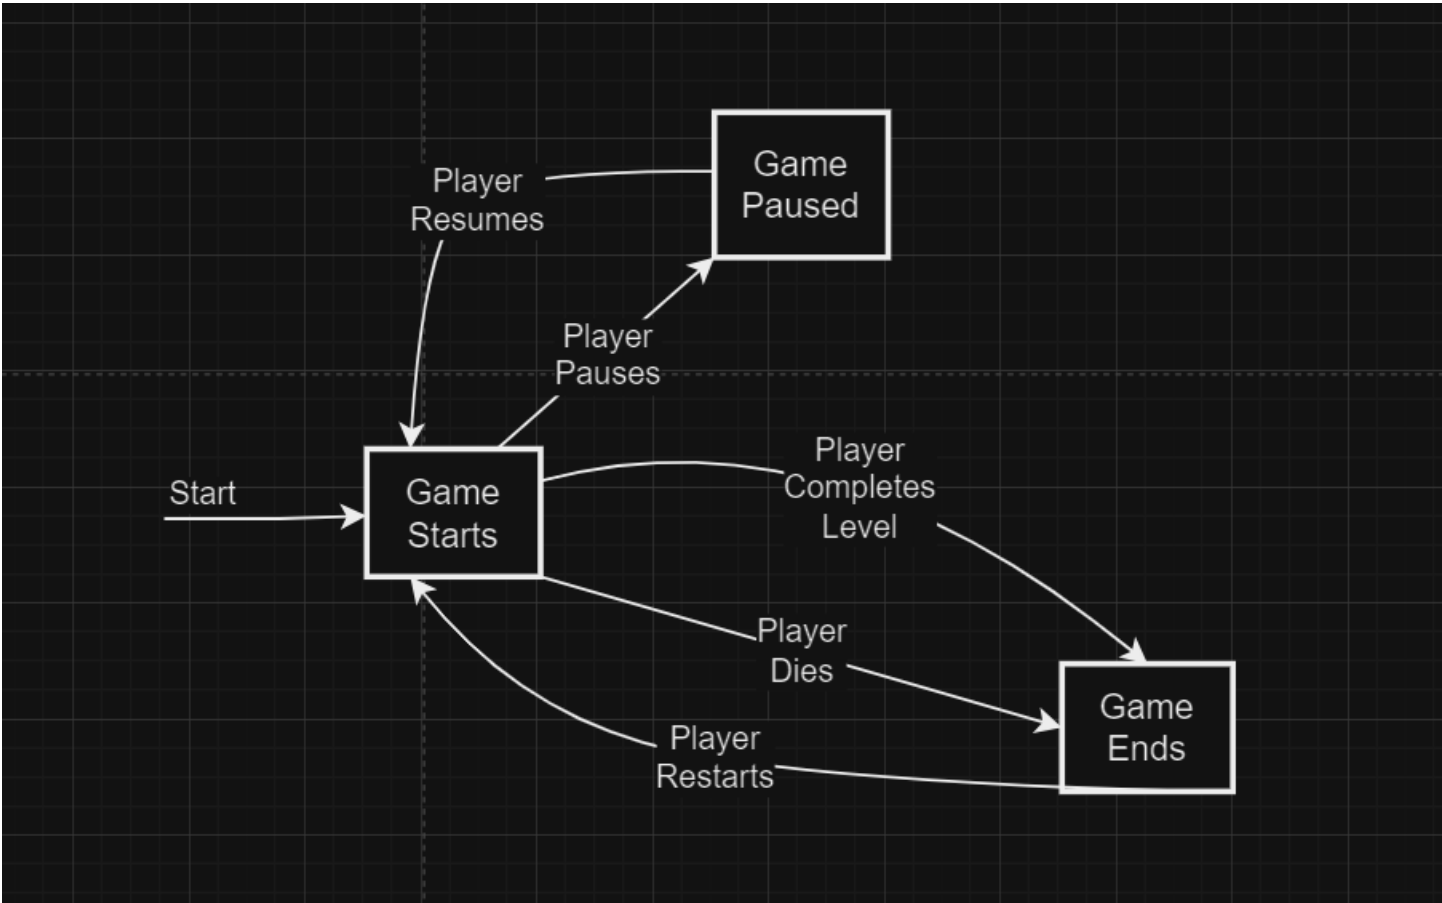 Game
Paused
Player
Resumes
Player
Pauses
Player
Completes
Level
Start
Game
Starts
Player
Dies
Game
Ends
Player
Restarts